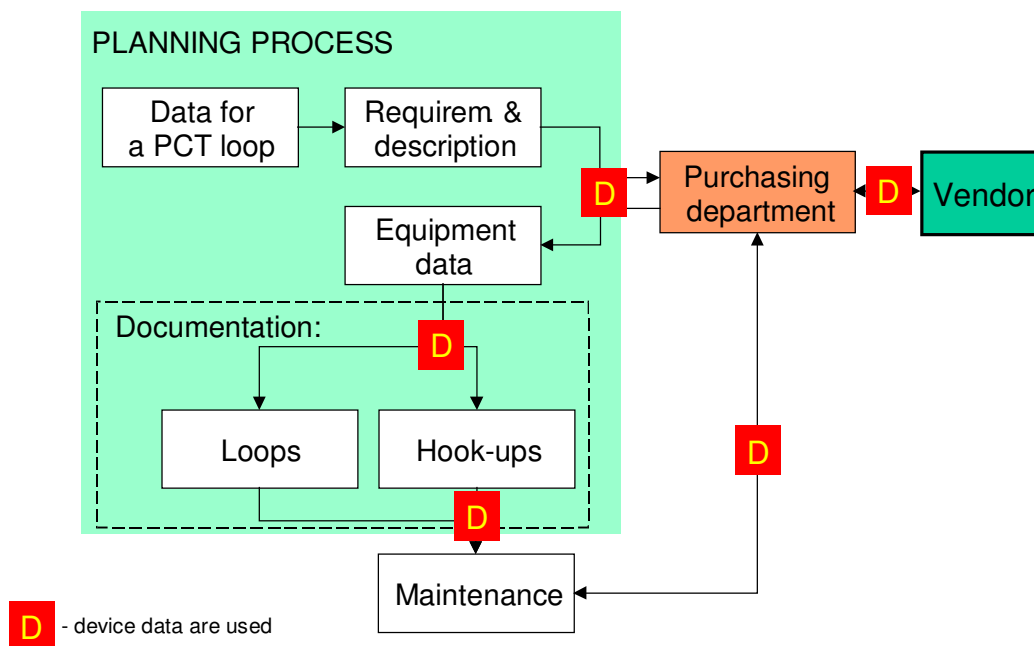 PLANNING PROCESS
Data for
a PCT loop
Requirem. &
description
D
Purchasing
department
D
Vendor
Equipment
data
Documentation:
D
Loops
Hook-ups
D
D
Maintenance
D - device data are used